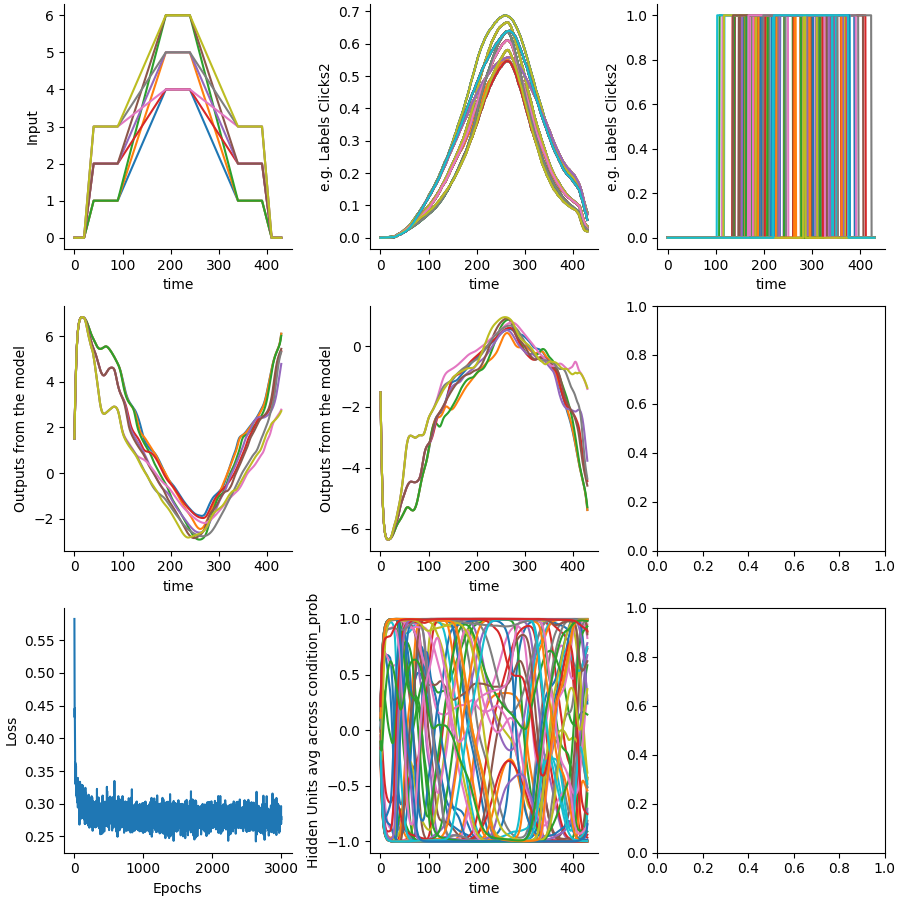 6
5
4
3
2
1
0
Input
0 100 200 300 400
time
0.7
0.6
0.5
0.4
0.3
0.2
0.1
0.0
e.g. Labels Clicks2
0 100 200 300 400
time
1.0
0.8
0.6
0.4
0.2
0.0
e.g. Labels Clicks2
0 100 200 300 400
time
6
4
2
0
−2
Outputs from the model
0 100 200 300 400
time
0
−2
−4
−6
Outputs from the model
0 100 200 300 400
time
1.0
0.8
0.6
0.4
0.2
0.0
0.0 0.2 0.4 0.6 0.8 1.0
0.55
0.50
0.45
0.40
0.35
0.30
0.25
Loss
0 1000 2000 3000
Epochs
1.0
0.5
0.0
−0.5
−1.0
Hidden Units avg across condition_prob
0 100 200 300 400
time
1.0
0.8
0.6
0.4
0.2
0.0
0.0 0.2 0.4 0.6 0.8 1.0